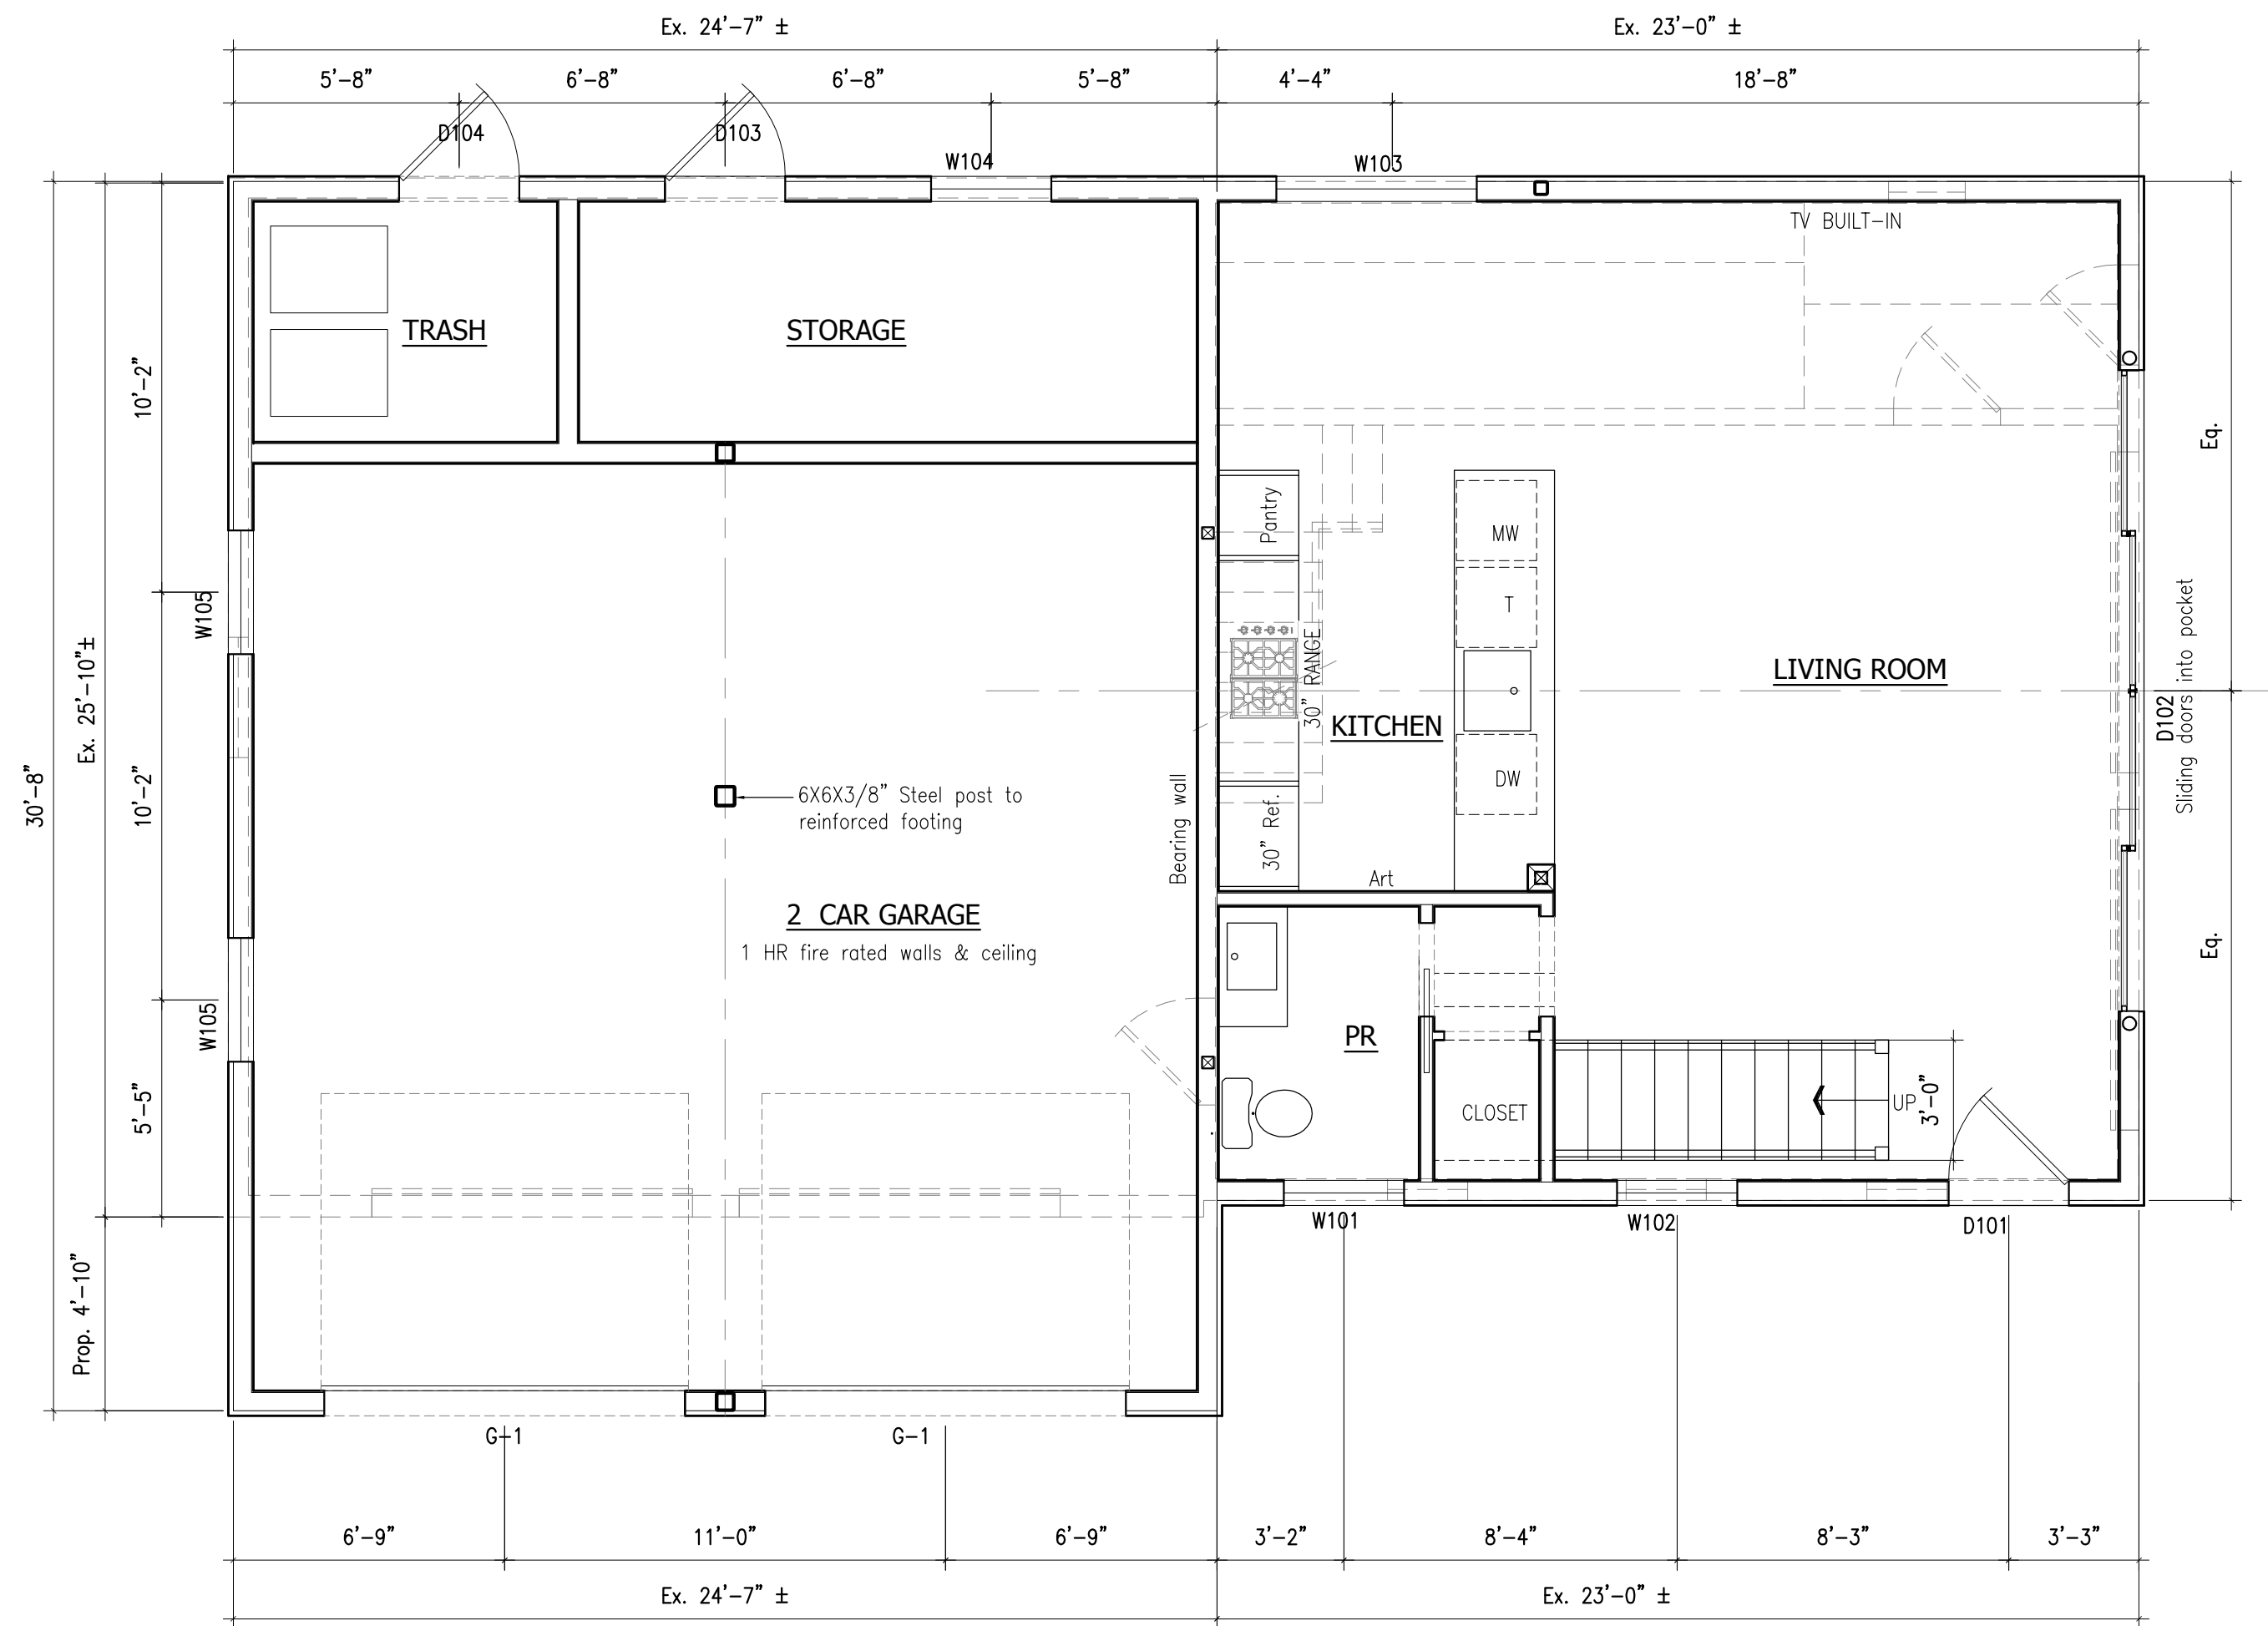 Ex. 24'-7" ±
Ex. 23'-0" ±
5'-8"
6'-8"
6'-8"
5'-8"
4'-4"
18'-8"
D104
D103
W104
W103
TV BUILT-IN
TRASH
STORAGE
10'-2"
Eq.
Pantry
MW
W105
T
Ex. 25'-10"±
30" RANGE
LIVING ROOM
Sliding doors into pocket
D102
KITCHEN
30'-8"
10'-2"
6X6X3/8" Steel post to
reinforced footing
Bearing wall
DW
30" Ref.
Art
2 CAR GARAGE
1 HR fire rated walls & ceiling
Eq.
W105
PR
5'-5"
CLOSET
UP
3'-0"
W101
W102
D101
Prop. 4'-10"
G-1
G-1
6'-9"
11'-0"
6'-9"
3'-2"
8'-4"
8'-3"
3'-3"
Ex. 24'-7" ±
Ex. 23'-0" ±